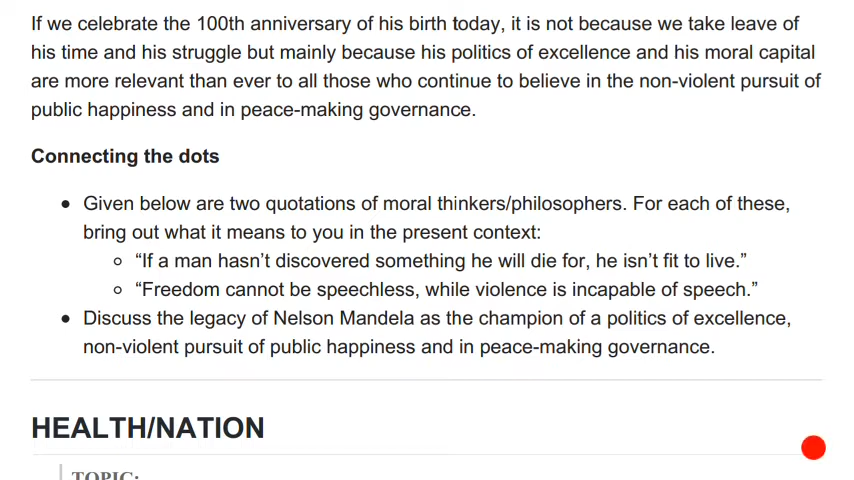 If we celebrate the 100th anniversary of his birth today, it is not because we take leave of
his time and his struggle but mainly because his politics of excellence and his moral capital
are more relevant than ever to all those who continue to believe in the non-violent pursuit of
public happiness and in peace-making governance.
Connecting the dots
● Given below are two quotations of moral thinkers/philosophers. For each of these,
bring out what it means to you in the present context:
○ “If a man hasn’t discovered something he will die for, he isn’t fit to live.”
○ “Freedom cannot be speechless, while violence is incapable of speech.”
● Discuss the legacy of Nelson Mandela as the champion of a politics of excellence,
non-violent pursuit of public happiness and in peace-making governance.
HEALTH/NATION
TOPIC: